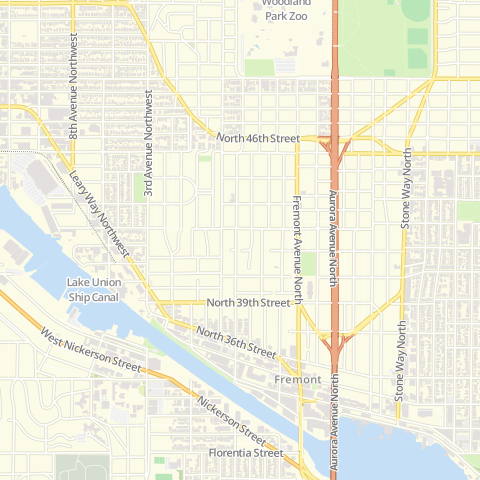 Woodland
Park Zoo
8th Avenue Northwest
3rd Avenue Northwest
North 46th Street
Stone Way North
Leary Way Northwest
Fremont Avenue North
Aurora Avenue North
Lake Union
Ship Canal
North 39th Street
North 36th Street
West Nickerson Street
Stone Way North
Fremont
Nickerson Street
Aurora Avenue North
Florentia Street